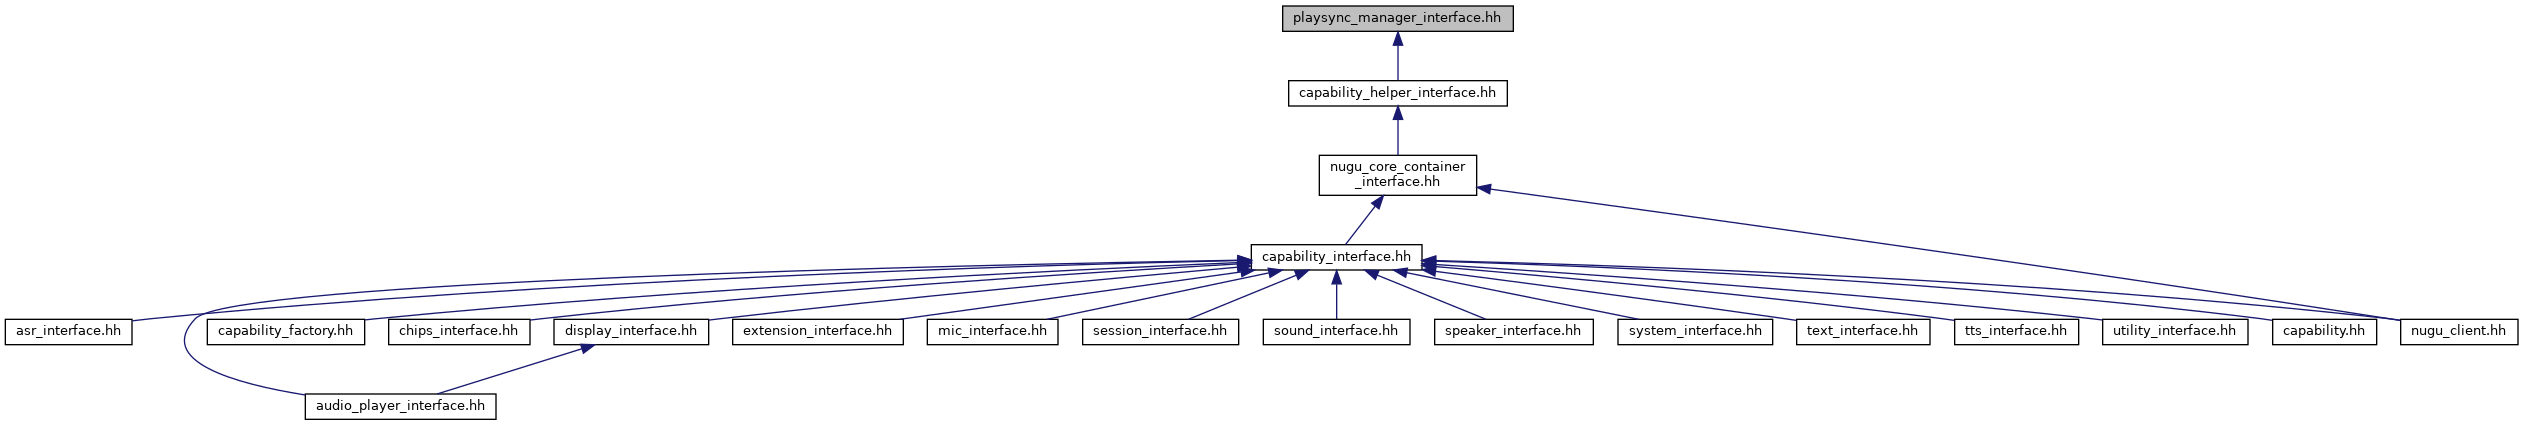 playsync_manager_interface.hh
capability_helper_interface.hh
nugu_core_container
_interface.hh
capability_interface.hh
asr_interface.hh
capability_factory.hh
chips_interface.hh
display_interface.hh
extension_interface.hh
mic_interface.hh
session_interface.hh
sound_interface.hh
speaker_interface.hh
system_interface.hh
text_interface.hh
tts_interface.hh
utility_interface.hh
capability.hh
nugu_client.hh
audio_player_interface.hh